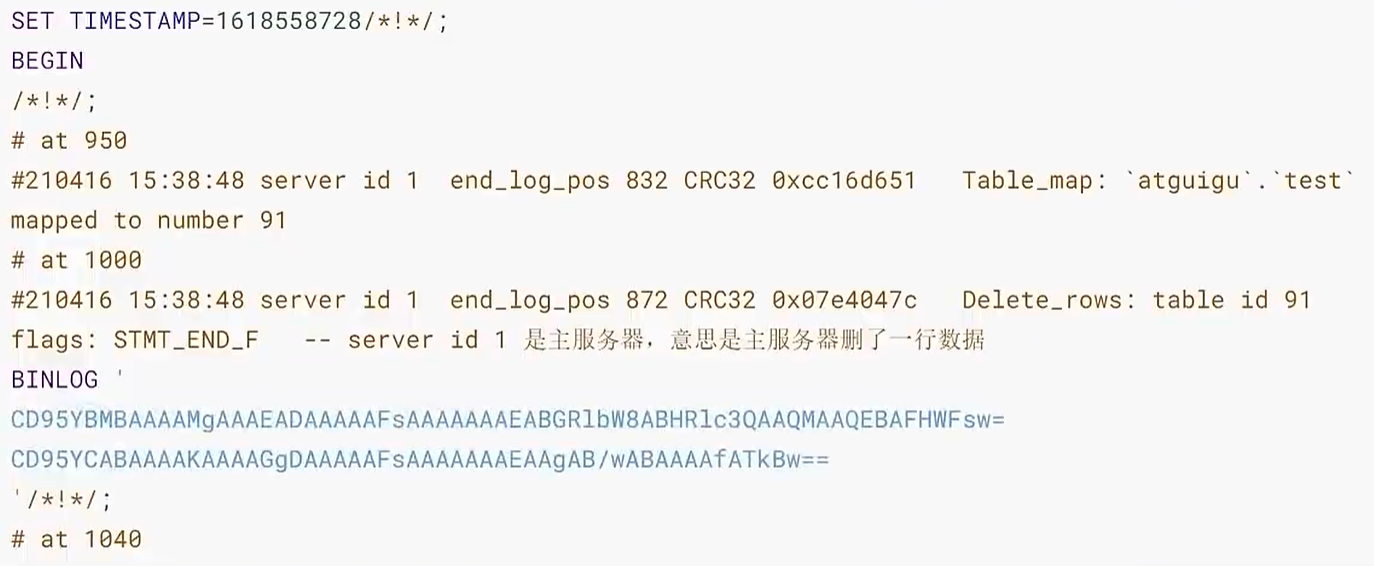 SET TIMESTAMP=1618558728/*!*/;
BEGIN
/*!*/;
# at 950
#210416 15:38:48 server id 1  end_log_pos 832 CRC32 0xcc16d651   Table_map: `atguigu`.`test`
mapped to number 91
# at 1000
#210416 15:38:48 server id 1  end_log_pos 872 CRC32 0x07e4047c   Delete_rows: table id 91
flags: STMT_END_F   -- server id 1 是主服务器，意思是主服务器删了一行数据
BINLOG '
CD95YBMBAAAAMgAAAEADAAAAAFsAAAAAAAEABGRlbW8ABHRlc3QAAQMAAQEBAFHWFsw=
CD95YCABAAAAKAAAAGgDAAAAAFsAAAAAAAEAAgAB/wABAAAAfATkBw==
'/*!*/;
# at 1040